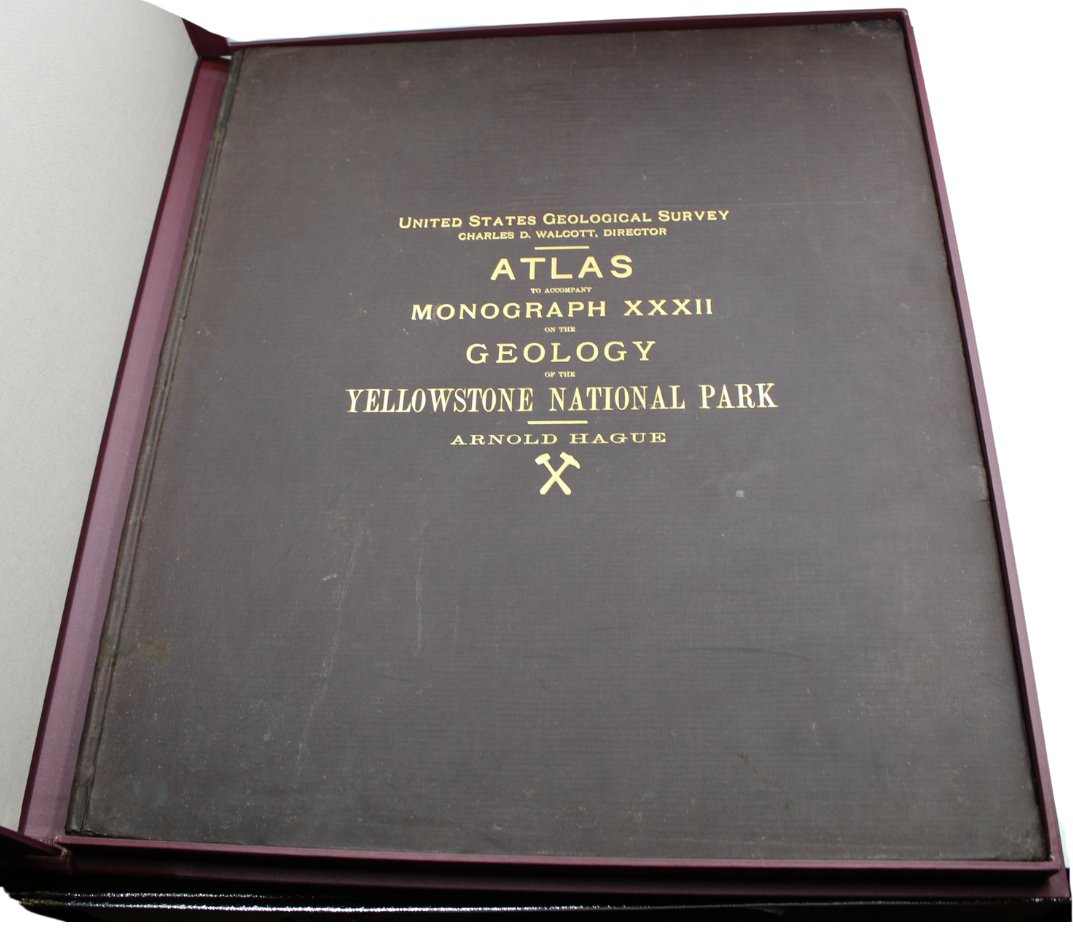 United States Geological Survey
CHARLES D. WALCOTT, DIRECTOR
ATLAS
TO ACCOMPANY
MONOGRAPH XXXII
ON THE
GEOLOGY
OF THE
YELLOWSTONE NATIONAL PARK
ARNOLD HAGUE